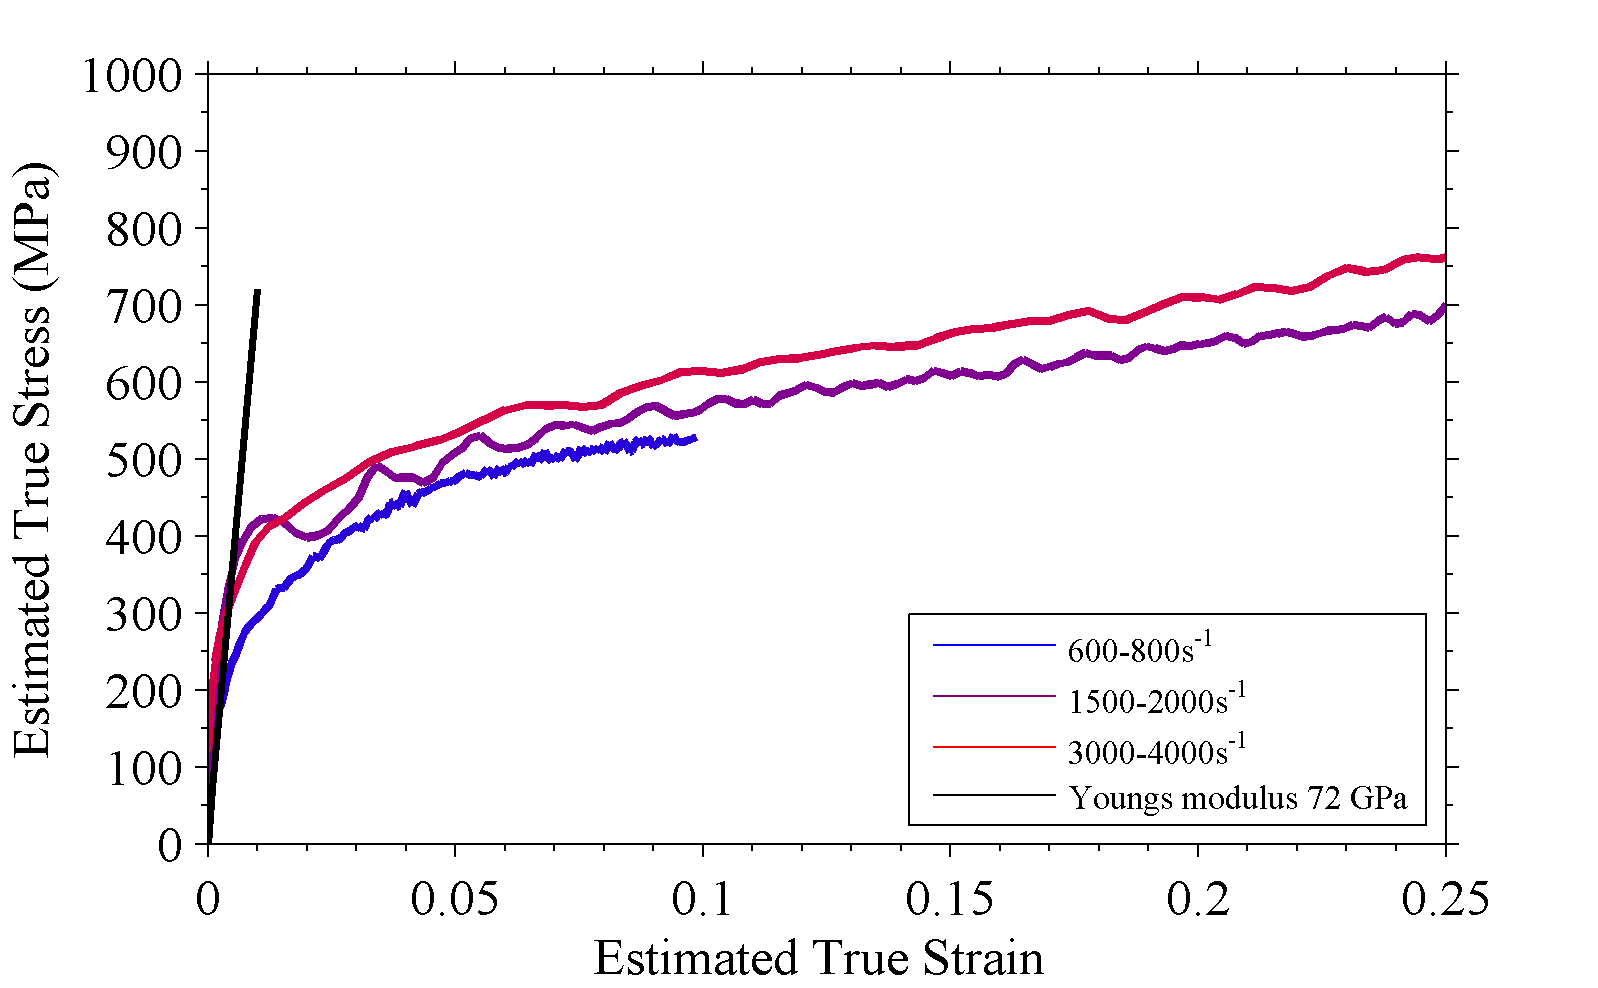 1000
900
800
700
600
500
400
300
200
100
0
Estimated True Stress (MPa)
600-800s-1
1500-2000s-1
3000-4000s-1
Youngs modulus 72 GPa
0 0.05 0.1 0.15 0.2 0.25
Estimated True Strain